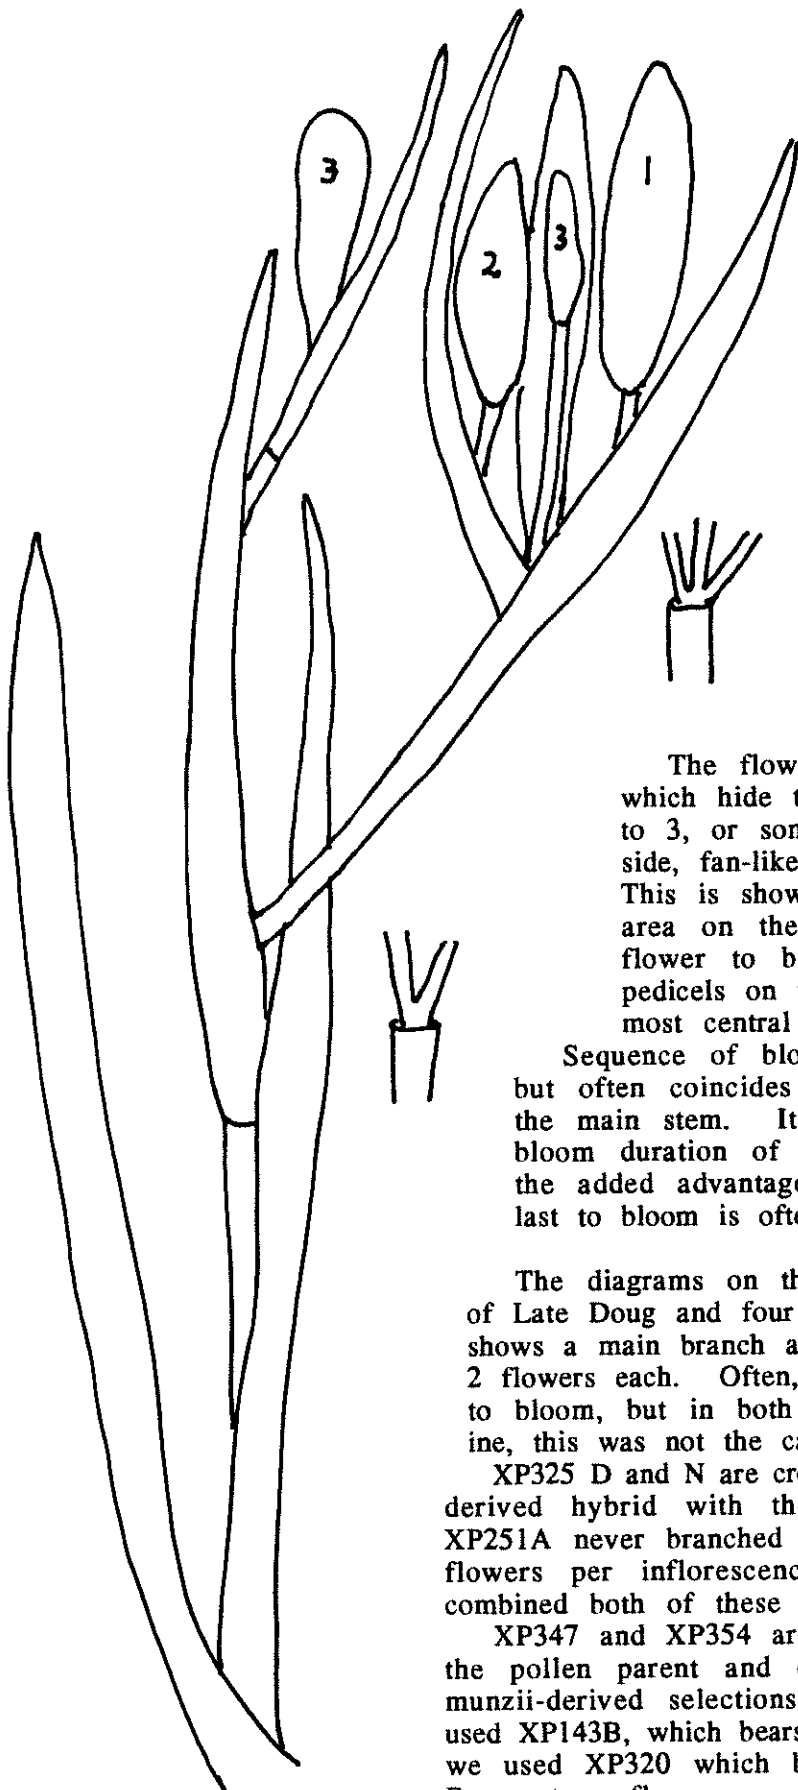 3
1
2
3
The flow
which hide t
to 3, or som
side, fan-like
This is show
area on the
flower to b
pedicels on
most central
Sequence of blo
but often coincides
the main stem. It
bloom duration of
the added advantage
last to bloom is ofte
The diagrams on th
of Late Doug and four
shows a main branch a
2 flowers each. Often,
to bloom, but in both
ine, this was not the ca
XP325 D and N are cr
derived hybrid with th
XP251A never branched
flowers per inflorescenc
combined both of these
XP347 and XP354 ar
the pollen parent and
munzii-derived selections
used XP143B, which bears
we used XP320 which b